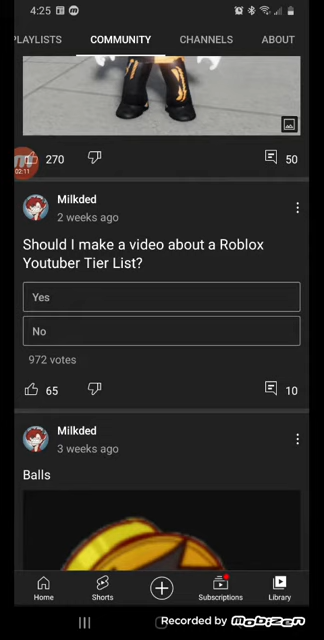 4:25
PLAYLISTS COMMUNITY CHANNELS ABOUT
270 50
02:11
Milkded
2 weeks ago
Should I make a video about a Roblox
Youtuber Tier List?
Yes
No
972 votes
65 10
Milkded
3 weeks ago
Balls
Home Shorts Subscriptions Library
Recorded by mobizen